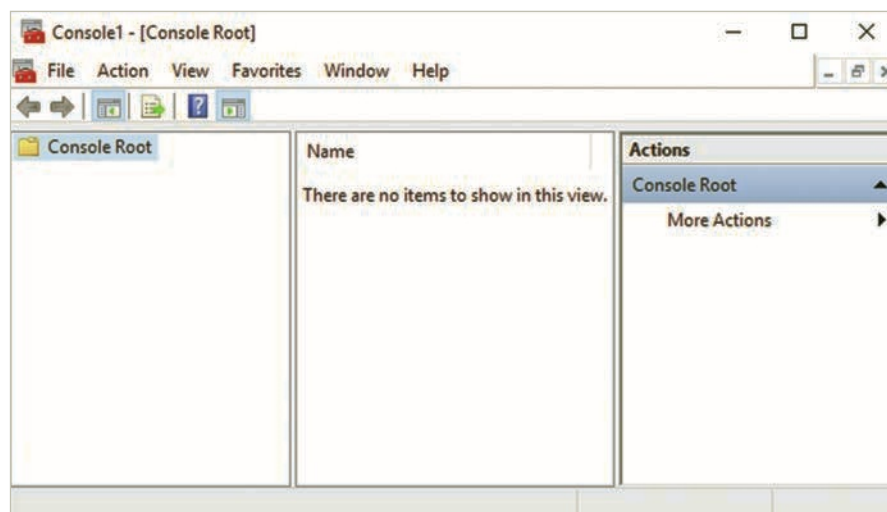 Console1 - [Console Root]
File Action View Favorites Window Help
Console Root
Name
There are no items to show in this view.
Actions
Console Root
More Actions